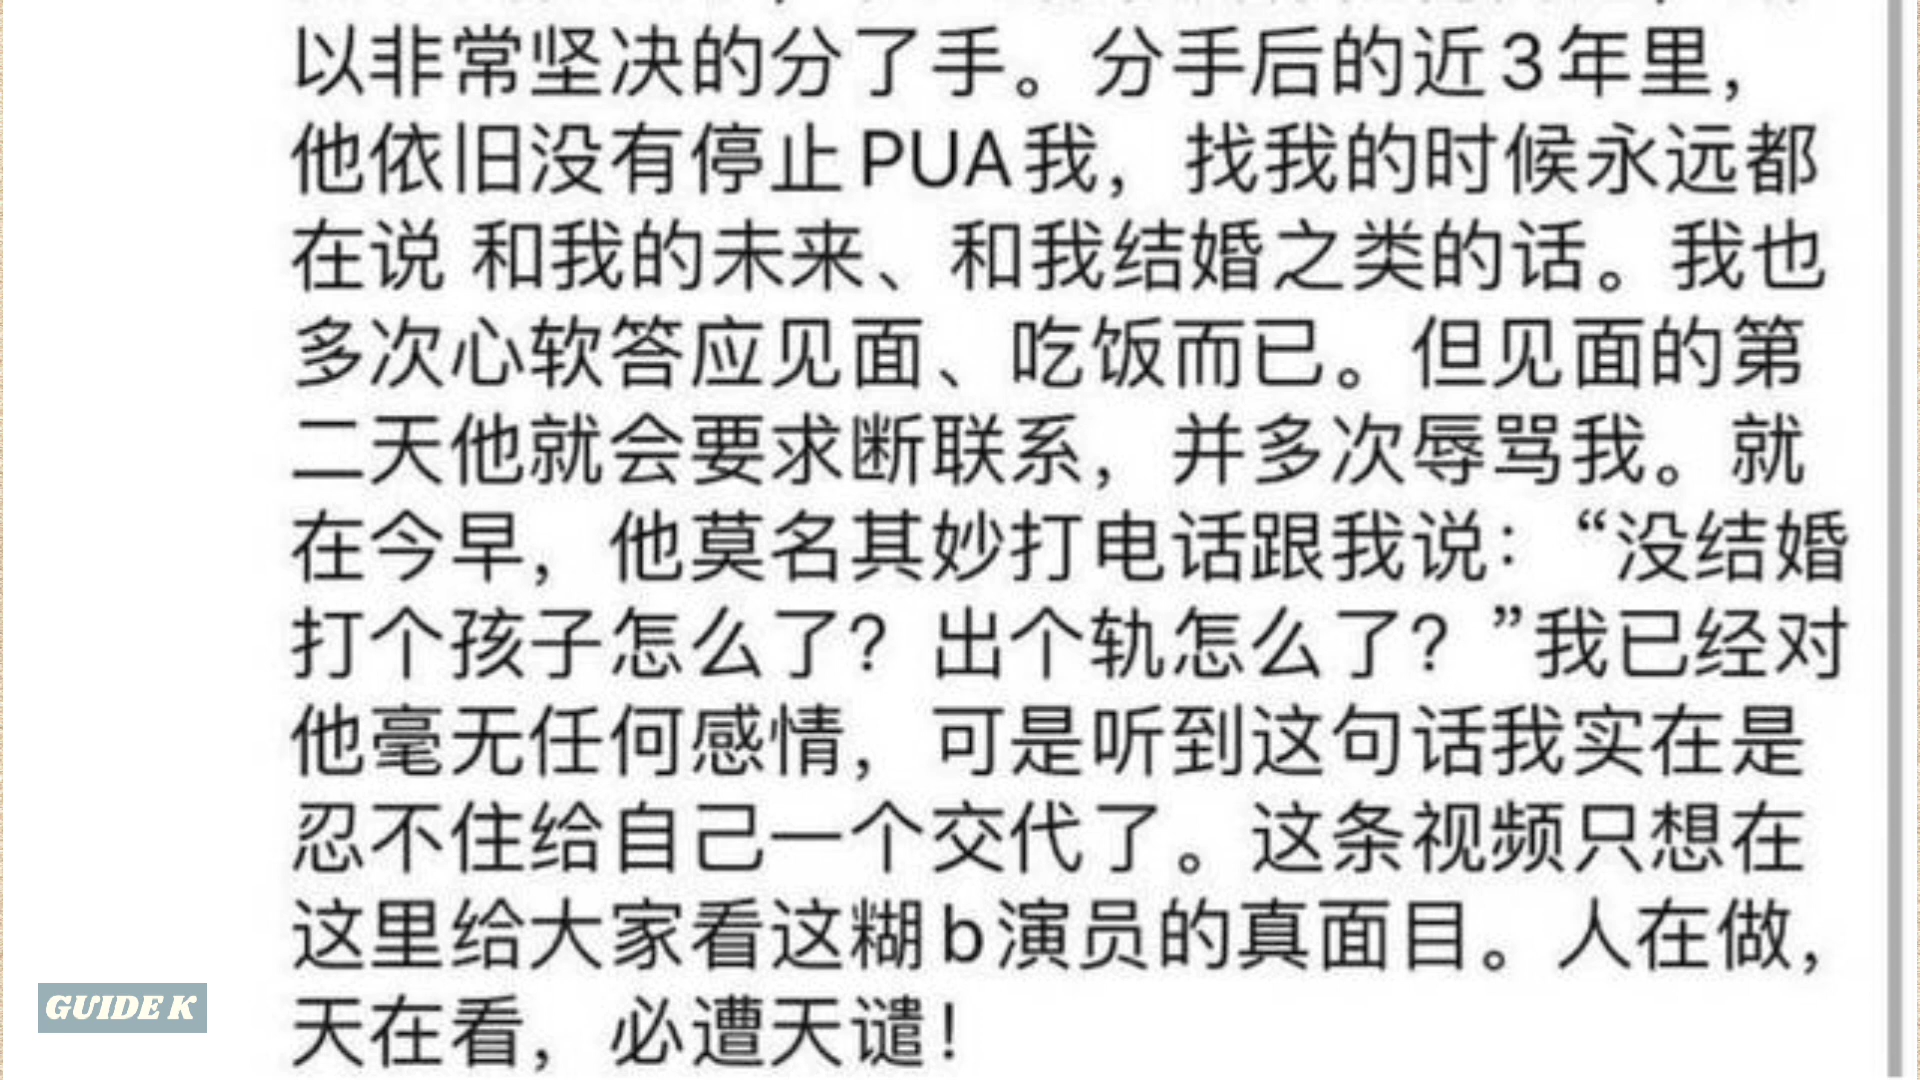 以非常坚决的分了手。分手后的近3年里，
他依旧没有停止PUA我，找我的时候永远都
在说 和我的未来、和我结婚之类的话。我也
多次心软答应见面、吃饭而已。但见面的第
二天他就会要求断联系，并多次辱骂我。就
在今早，他莫名其妙打电话跟我说：“没结婚
打个孩子怎么了？出个轨怎么了？”我已经对
他毫无任何感情，可是听到这句话我实在是
忍不住给自己一个交代了。这条视频只想在
这里给大家看这糊b演员的真面目。人在做，
天在看，必遭天谴！
GUIDE K